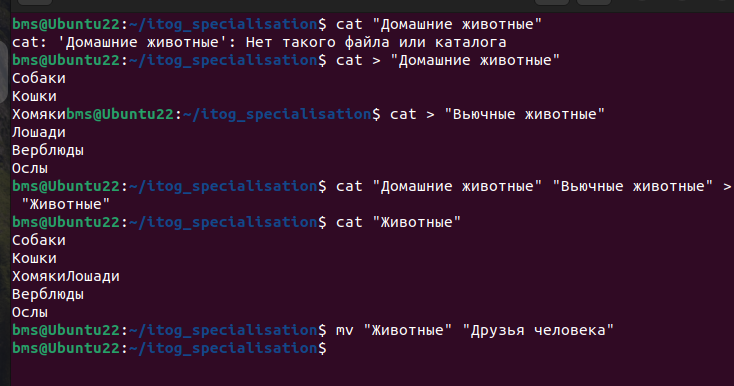 bms@Ubuntu22:~/itog_specialisation$ cat "Домашние животные"
cat: 'Домашние животные': Нет такого файла или каталога
bms@Ubuntu22:~/itog_specialisation$ cat > "Домашние животные"
Собаки
Кошки
Хомякиbms@Ubuntu22:~/itog_specialisation$ cat > "Вьючные животные"
Лошади
Верблюды
Ослы
bms@Ubuntu22:~/itog_specialisation$ cat "Домашние животные" "Вьючные животные" >
"Животные"
bms@Ubuntu22:~/itog_specialisation$ cat "Животные"
Собаки
Кошки
ХомякиЛошади
Верблюды
Ослы
bms@Ubuntu22:~/itog_specialisation$ mv "Животные" "Друзья человека"
bms@Ubuntu22:~/itog_specialisation$